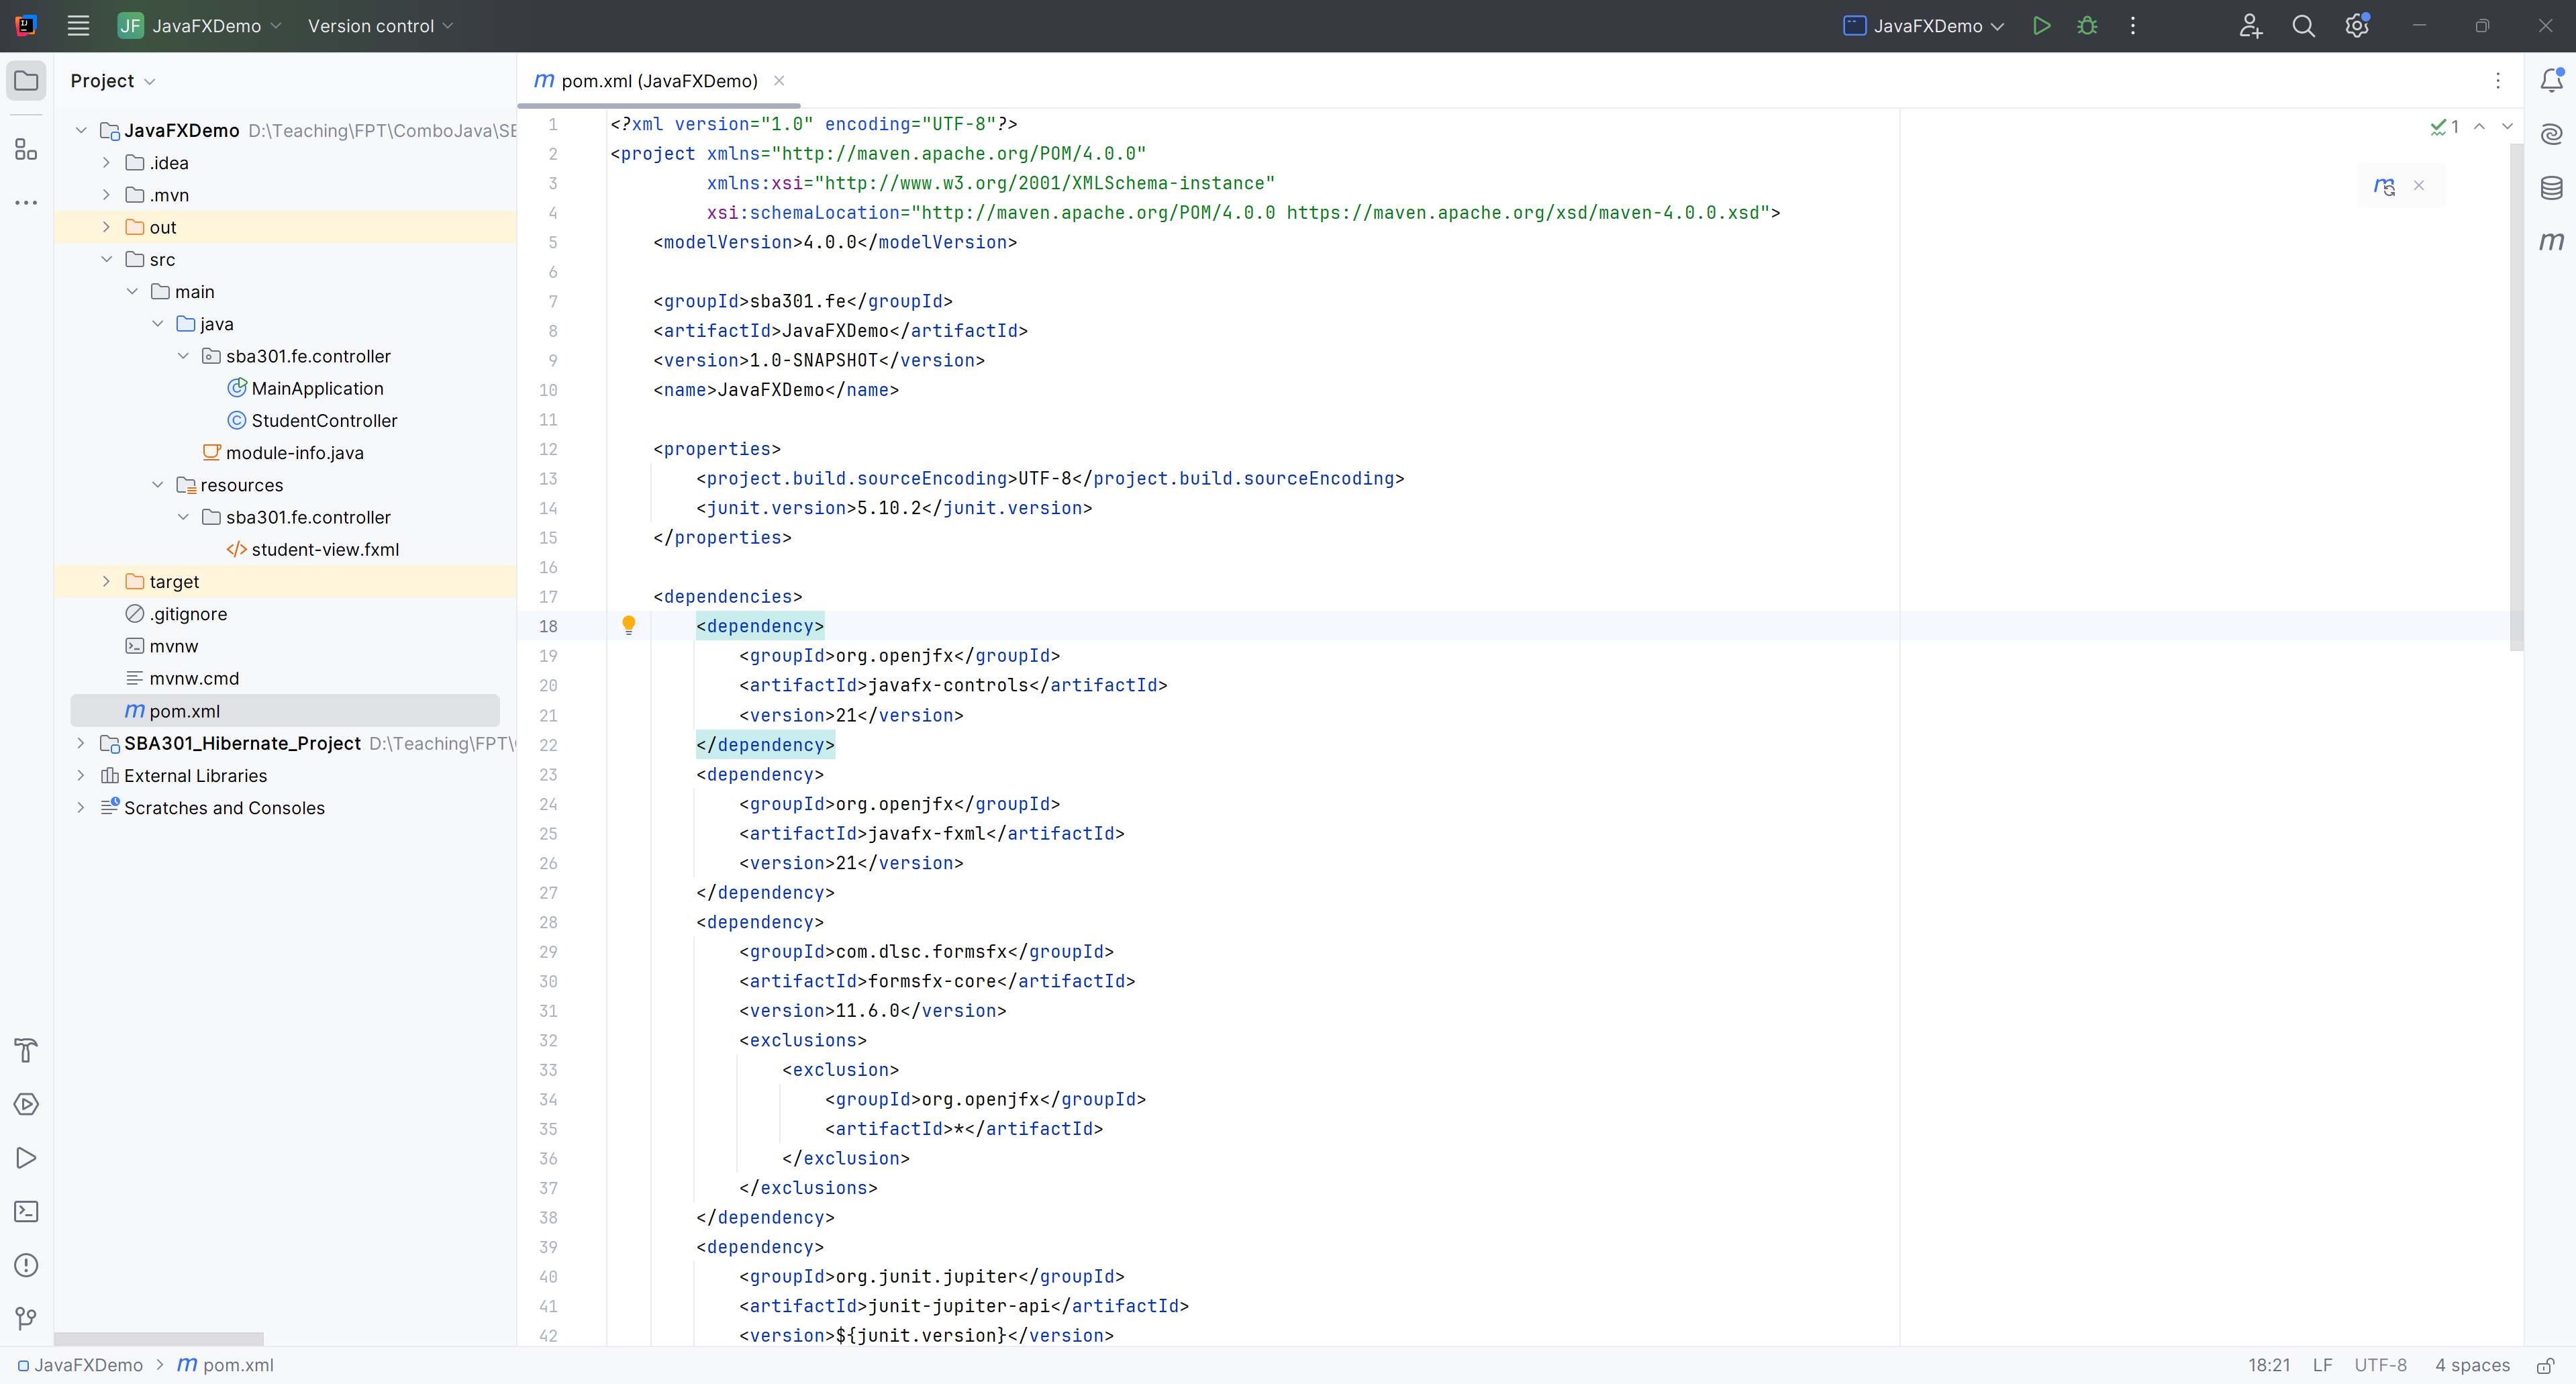 JF JavaFXDemo Version control JavaFXDemo
Project
pom.xml (JavaFXDemo)
JavaFXDemo D:\Teaching\FPT\ComboJava\SE
.idea
.mvn
out
src
main
java
sba301.fe.controller
MainApplication
StudentController
module-info.java
resources
sba301.fe.controller
student-view.fxml
target
.gitignore
mvnw
mvnw.cmd
pom.xml
SBA301_Hibernate_Project D:\Teaching\FPT\
External Libraries
Scratches and Consoles
1 <?xml version="1.0" encoding="UTF-8"?>
2 <project xmlns="http://maven.apache.org/POM/4.0.0"
3 xmlns:xsi="http://www.w3.org/2001/XMLSchema-instance"
4 xsi:schemaLocation="http://maven.apache.org/POM/4.0.0 https://maven.apache.org/xsd/maven-4.0.0.xsd">
5 <modelVersion>4.0.0</modelVersion>
6
7 <groupId>sba301.fe</groupId>
8 <artifactId>JavaFXDemo</artifactId>
9 <version>1.0-SNAPSHOT</version>
10 <name>JavaFXDemo</name>
11
12 <properties>
13 <project.build.sourceEncoding>UTF-8</project.build.sourceEncoding>
14 <junit.version>5.10.2</junit.version>
15 </properties>
16
17 <dependencies>
18 <dependency>
19 <groupId>org.openjfx</groupId>
20 <artifactId>javafx-controls</artifactId>
21 <version>21</version>
22 </dependency>
23 <dependency>
24 <groupId>org.openjfx</groupId>
25 <artifactId>javafx-fxml</artifactId>
26 <version>21</version>
27 </dependency>
28 <dependency>
29 <groupId>com.dlsc.formsfx</groupId>
30 <artifactId>formsfx-core</artifactId>
31 <version>11.6.0</version>
32 <exclusions>
33 <exclusion>
34 <groupId>org.openjfx</groupId>
35 <artifactId>*</artifactId>
36 </exclusion>
37 </exclusions>
38 </dependency>
39 <dependency>
40 <groupId>org.junit.jupiter</groupId>
41 <artifactId>junit-jupiter-api</artifactId>
42 <version>${junit.version}</version>
1
JavaFXDemo > m pom.xml
18:21 LF UTF-8 4 spaces